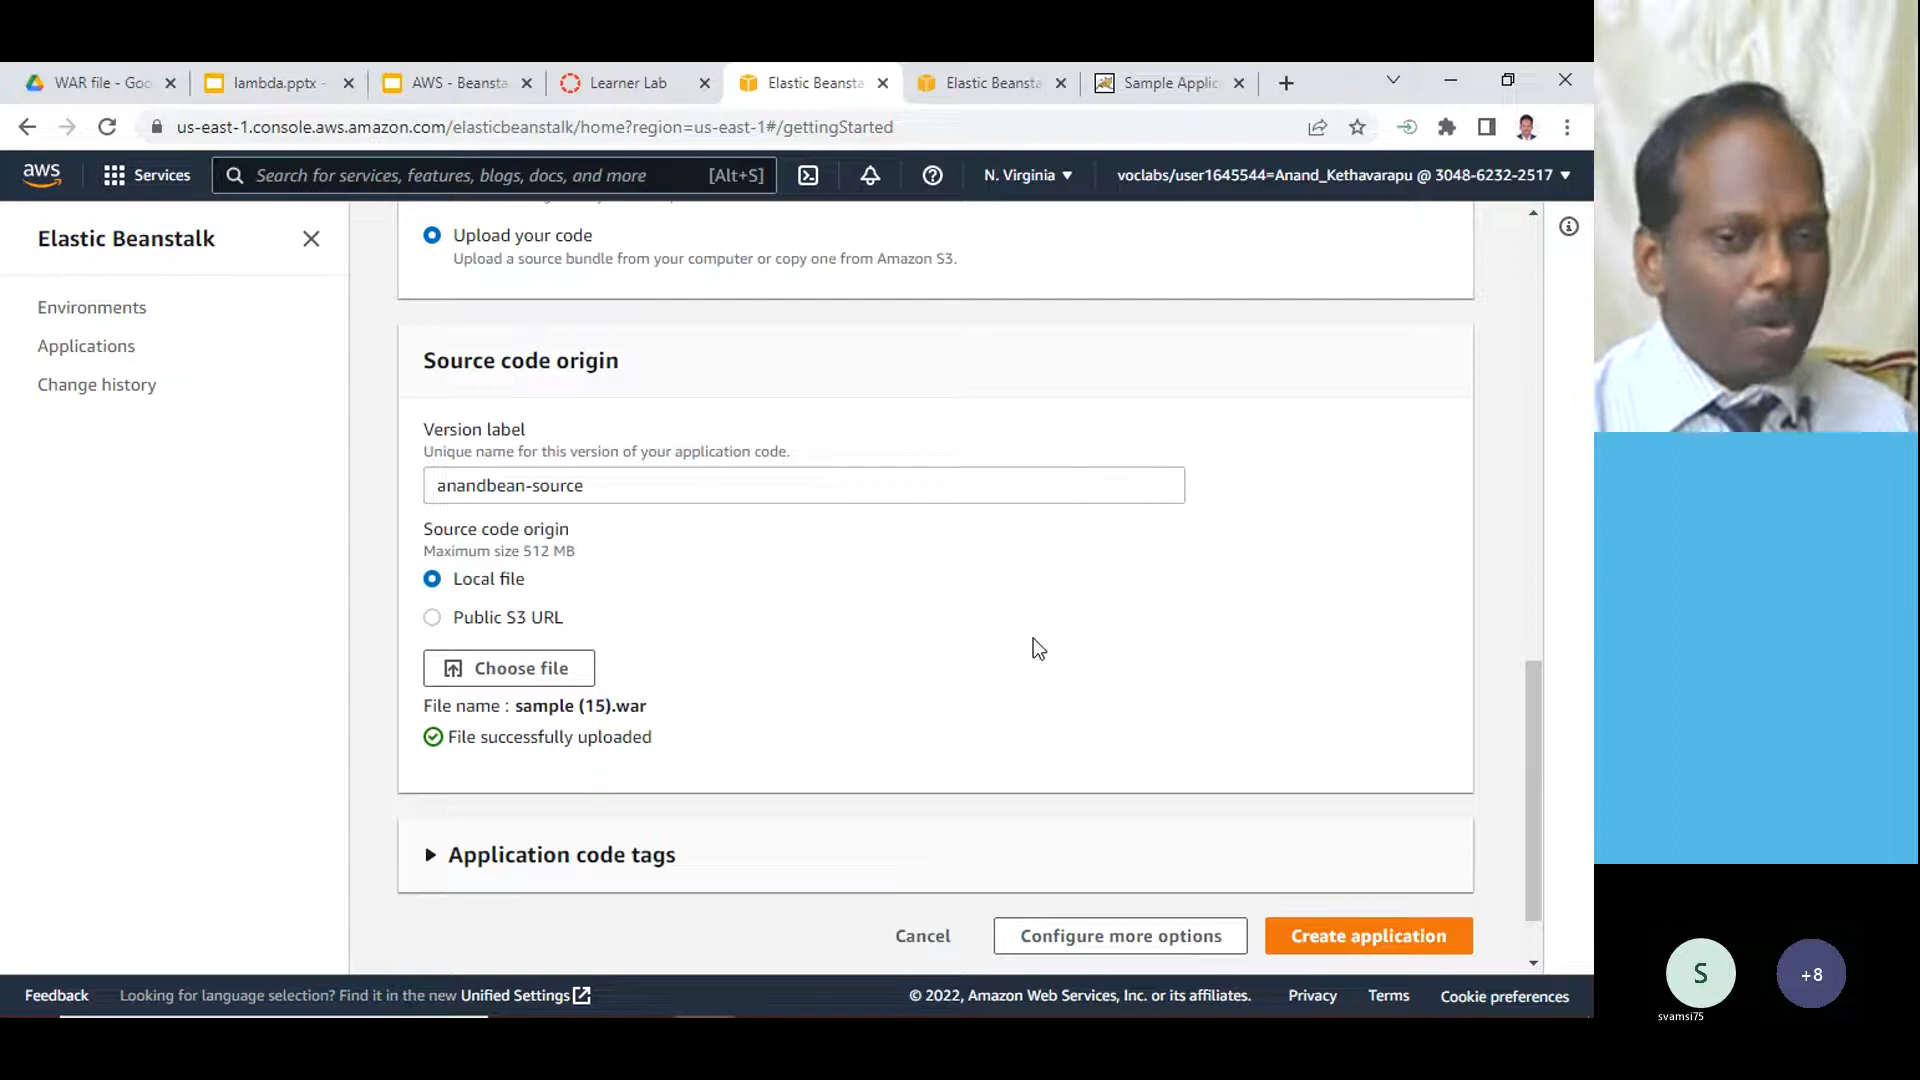 WAR file - Goo
lambda.pptx -
AWS - Beansta
Learner Lab
Elastic Beansta
Elastic Beansta
Sample Applic
us-east-1.console.aws.amazon.com/elasticbeanstalk/home?region=us-east-1#/gettingStarted
aws
Services
Search for services, features, blogs, docs, and more
[Alt+S]
N. Virginia
voclabs/user1645544=Anand_Kethavarapu @ 3048-6232-2517
Elastic Beanstalk
Environments
Applications
Change history
Upload your code
Upload a source bundle from your computer or copy one from Amazon S3.
Source code origin
Version label
Unique name for this version of your application code.
anandbean-source
Source code origin
Maximum size 512 MB
Local file
Public S3 URL
Choose file
File name : sample (15).war
File successfully uploaded
Application code tags
Cancel
Configure more options
Create application
Feedback
Looking for language selection? Find it in the new Unified Settings
© 2022, Amazon Web Services, Inc. or its affiliates.
Privacy
Terms
Cookie preferences
S
+8
svamsi75